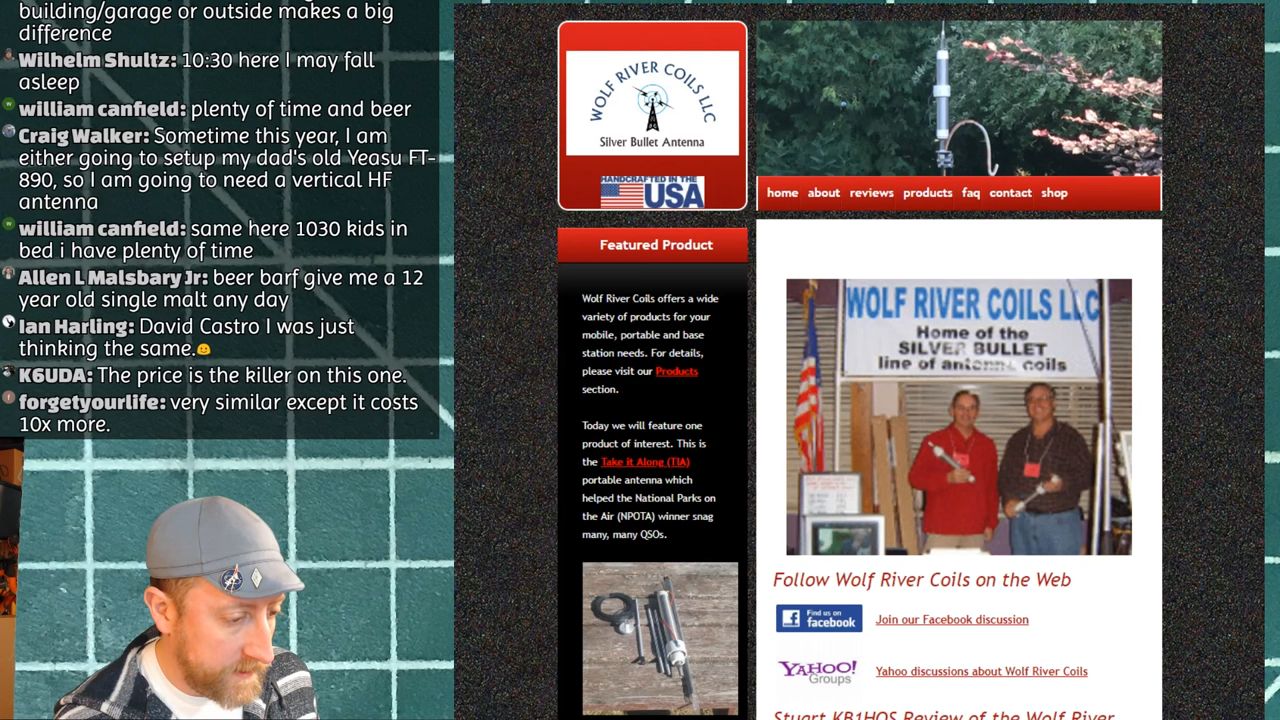 building/garage or outside makes a big
difference
Wilhelm Shultz: 10:30 here I may fall
asleep
william canfield: plenty of time and beer
Craig Walker: Sometime this year, I am
either going to setup my dad's old Yeasu FT-
890, so I am going to need a vertical HF
antenna
william canfield: same here 1030 kids in
bed i have plenty of time
Allen L Malsbary Jr: beer barf give me a 12
year old single malt any day
Ian Harling: David Castro I was just
thinking the same.
K6UDA: The price is the killer on this one.
forgetyourlife: very similar except it costs
10x more.
WOLF RIVER COILS LLC
Silver Bullet Antenna
HANDCRAFTED IN THE
USA
home about reviews products faq contact shop
Featured Product
Wolf River Coils offers a wide
variety of products for your
mobile, portable and base
station needs. For details,
please visit our Products
section.
Today we will feature one
product of interest. This is
the Take it Along (TIA)
portable antenna which
helped the National Parks on
the Air (NPOTA) winner snag
many, many QSOs.
WOLF RIVER COILS LLC
Home of the
SILVER BULLET
line of antenna coils
Follow Wolf River Coils on the Web
Find us on
facebook
Join our Facebook discussion
YAHOO!
Groups
Yahoo discussions about Wolf River Coils
Stuart KB1HQS Review of the Wolf River